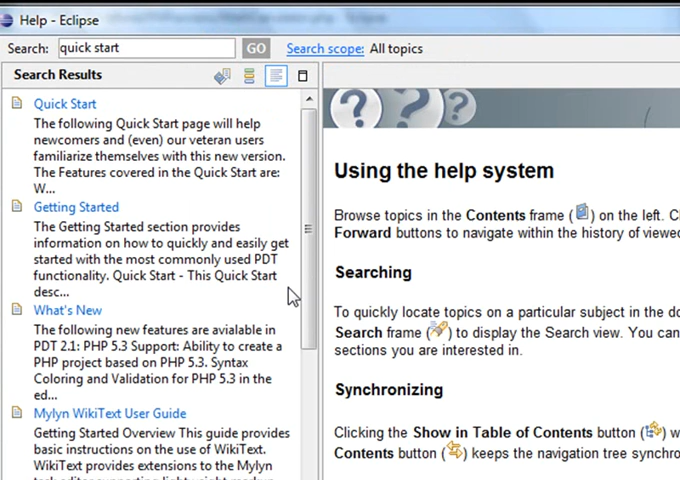 Help - Eclipse
Search: quick start GO Search scope: All topics
Search Results
Quick Start
The following Quick Start page will help
newcomers and (even) our veteran users
familiarize themselves with this new version.
The Features covered in the Quick Start are:
W...
Getting Started
The Getting Started section provides
information on how to quickly and easily get
started with the most commonly used PDT
functionality. Quick Start - This Quick Start
desc...
What's New
The following new features are avialable in
PDT 2.1: PHP 5.3 Support: Ability to create a
PHP project based on PHP 5.3. Syntax
Coloring and Validation for PHP 5.3 in the
ed...
Mylyn WikiText User Guide
Getting Started Overview This guide provides
basic instructions on the use of WikiText.
WikiText provides extensions to the Mylyn
Using the help system
Browse topics in the Contents frame ( ) on the left. C
Forward buttons to navigate within the history of viewed
Searching
To quickly locate topics on a particular subject in the do
Search frame ( ) to display the Search view. You can
sections you are interested in.
Synchronizing
Clicking the Show in Table of Contents button ( ) w
Contents button ( ) keeps the navigation tree synchro